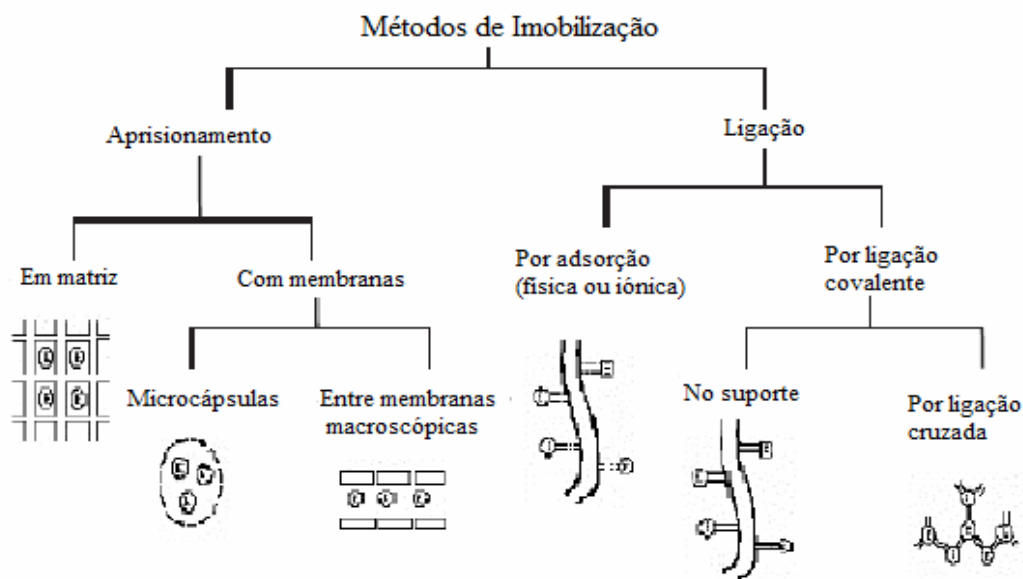 Métodos de Imobilização
Aprisionamento
Ligação
Em matriz
Com membranas
Por adsorção
(física ou iónica)
Por ligação
covalente
Microcápsulas
Entre membranas
macroscópicas
No suporte
Por ligação
cruzada